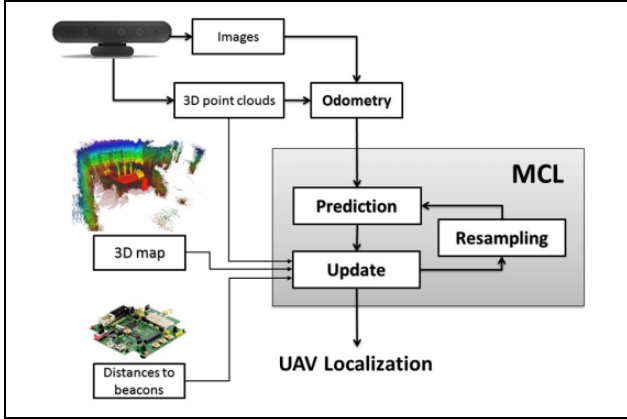 Images
3D point clouds
Odometry
MCL
Prediction
Resampling
3D map
Update
UAV Localization
Distances to
beacons